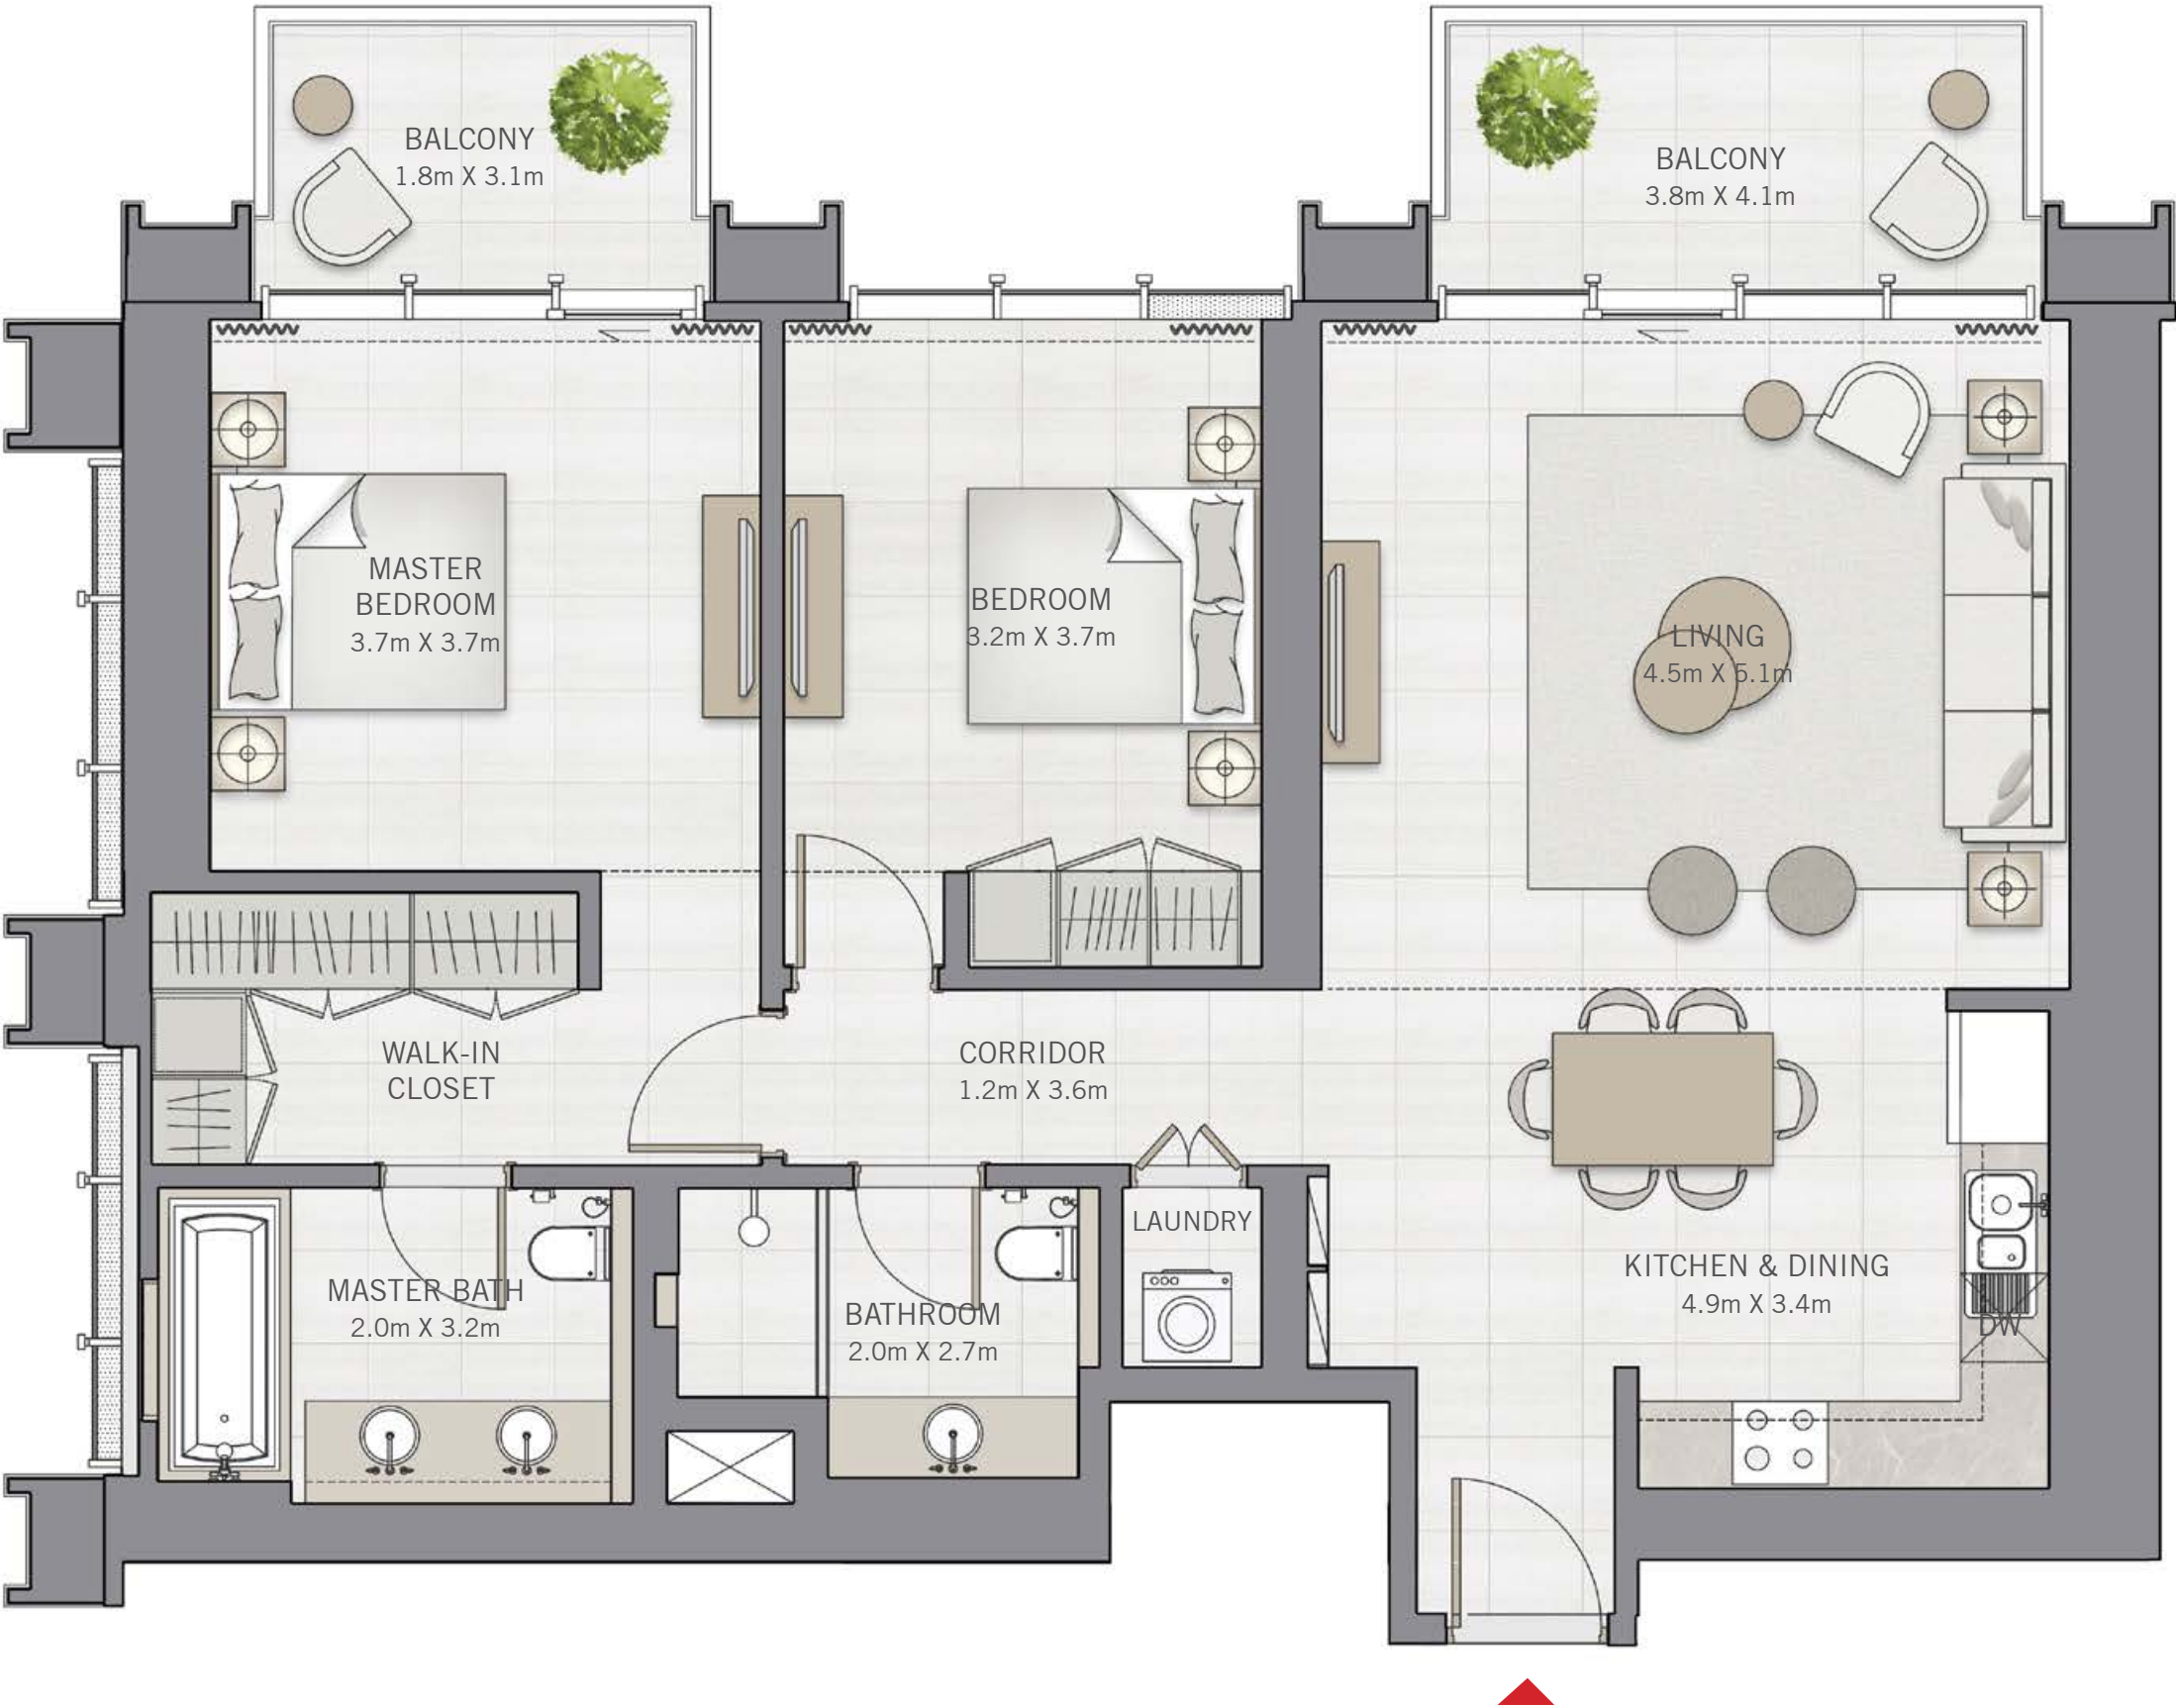 BALCONY
1.8m X 3.1m
BALCONY
3.8m X 4.1m
MASTER
BEDROOM
3.7m X 3.7m
BEDROOM
3.2m X 3.7m
LIVING
4.5m X 5.1m
WALK-IN
CLOSET
CORRIDOR
1.2m X 3.6m
LAUNDRY
MASTER BATH
2.0m X 3.2m
BATHROOM
2.0m X 2.7m
KITCHEN & DINING
4.9m X 3.4m
DW